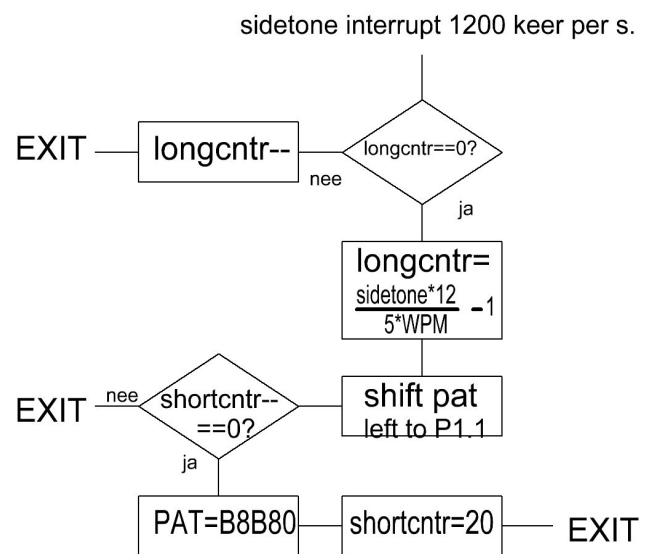 sidetone interrupt 1200 keer per s.
EXIT
longcntr--
nee
longcntr==0?
ja
longcntr=
sidetone*12
5*WPM
-1
EXIT
nee
shortcntr--
==0?
ja
shift pat
left to P1.1
PAT=B8B80
shortcntr=20
EXIT